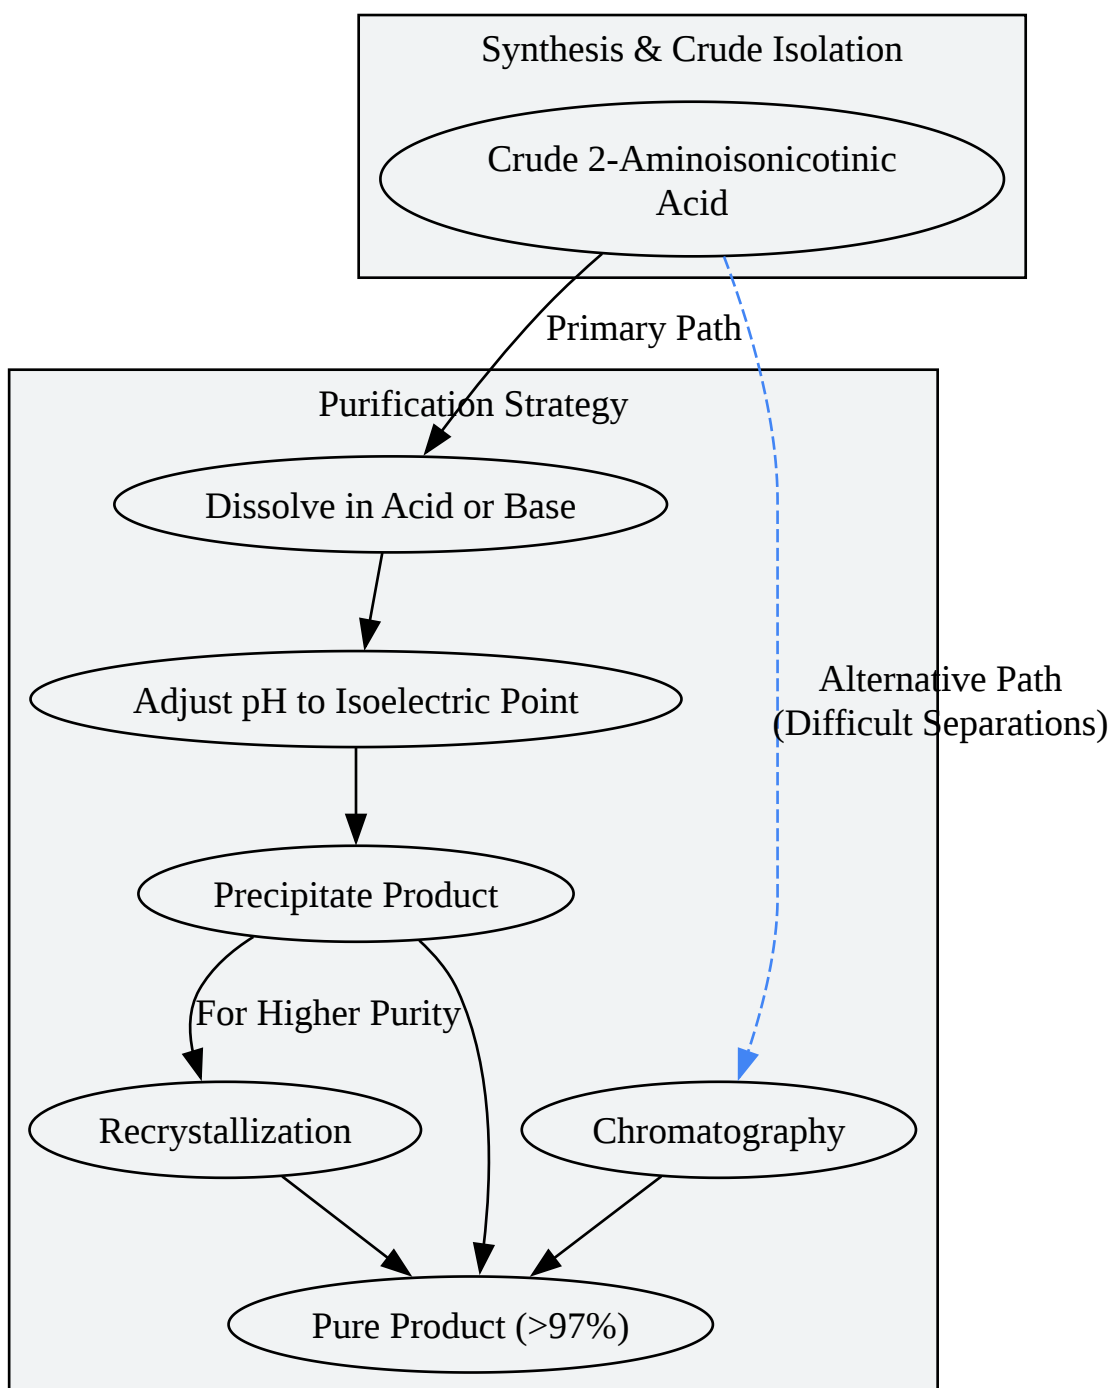 Synthesis & Crude Isolation
Crude 2-Aminoisonicotinic
Acid
Primary Path
Purification Strategy
Dissolve in Acid or Base
Adjust pH to Isoelectric Point
Alternative Path
(Difficult Separations)
Precipitate Product
For Higher Purity
Recrystallization
Chromatography
Pure Product (>97%)